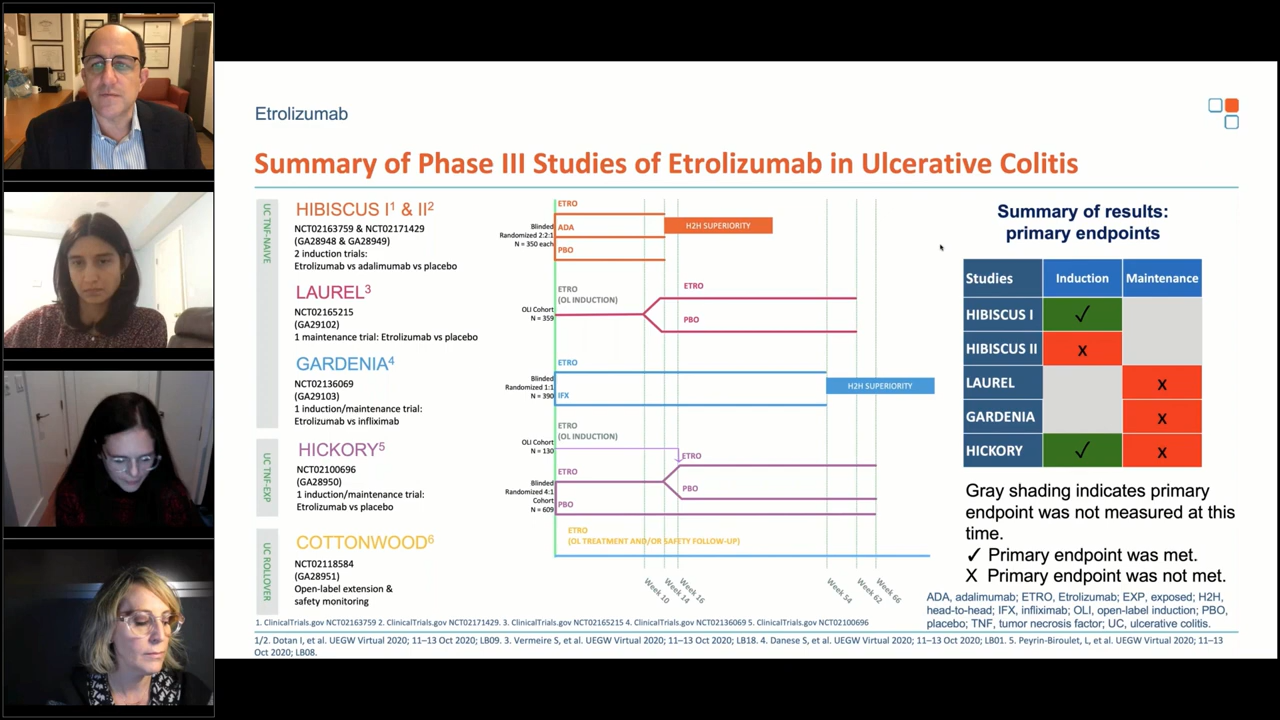 Etrolizumab
Summary of Phase III Studies of Etrolizumab in Ulcerative Colitis
UC TNF-NAIVE
HIBISCUS I¹ & II²
NCT02163759 & NCT02171429
(GA28948 & GA28949)
2 induction trials:
Etrolizumab vs adalimumab vs placebo
LAUREL³
NCT02165215
(GA29102)
1 maintenance trial: Etrolizumab vs placebo
GARDENIA⁴
NCT02136069
(GA29103)
1 induction/maintenance trial:
Etrolizumab vs infliximab
UC TNF-EXP
HICKORY⁵
NCT02100696
(GA28950)
1 induction/maintenance trial:
Etrolizumab vs placebo
UC ROLLOVER
COTTONWOOD⁶
NCT02118584
(GA28951)
Open-label extension &
safety monitoring
Blinded
Randomized 2:2:1
N = 350 each
ETRO
ADA
PBO
H2H SUPERIORITY
ETRO
(OL INDUCTION)
OLI Cohort
N = 359
ETRO
PBO
Blinded
Randomized 1:1
N = 390
ETRO
IFX
H2H SUPERIORITY
ETRO
(OL INDUCTION)
OLI Cohort
N = 130
ETRO
Blinded
Randomized 4:1
Cohort
N = 609
PBO
ETRO
PBO
ETRO
(OL TREATMENT AND/OR SAFETY FOLLOW-UP)
Week 10
Week 14
Week 16
Week 54
Week 62
Week 66
Summary of results:
primary endpoints
Studies Induction Maintenance
HIBISCUS I ✓
HIBISCUS II X
LAUREL X
GARDENIA X
HICKORY ✓ X
Gray shading indicates primary
endpoint was not measured at this
time.
✓ Primary endpoint was met.
X Primary endpoint was not met.
ADA, adalimumab; ETRO, Etrolizumab; EXP, exposed; H2H,
head-to-head; IFX, infliximab; OLI, open-label induction; PBO,
placebo; TNF, tumor necrosis factor; UC, ulcerative colitis.
1. ClinicalTrials.gov NCT02163759 2. ClinicalTrials.gov NCT02171429. 3. ClinicalTrials.gov NCT02165215 4. ClinicalTrials.gov NCT02136069 5. ClinicalTrials.gov NCT02100696
1/2. Dotan I, et al. UEGW Virtual 2020; 11–13 Oct 2020; LB09. 3. Vermeire S, et al. UEGW Virtual 2020; 11–13 Oct 2020; LB18. 4. Danese S, et al. UEGW Virtual 2020; 11–13 Oct 2020; LB01. 5. Peyrin-Biroulet, L, et al. UEGW Virtual 2020; 11–13
Oct 2020; LB08.